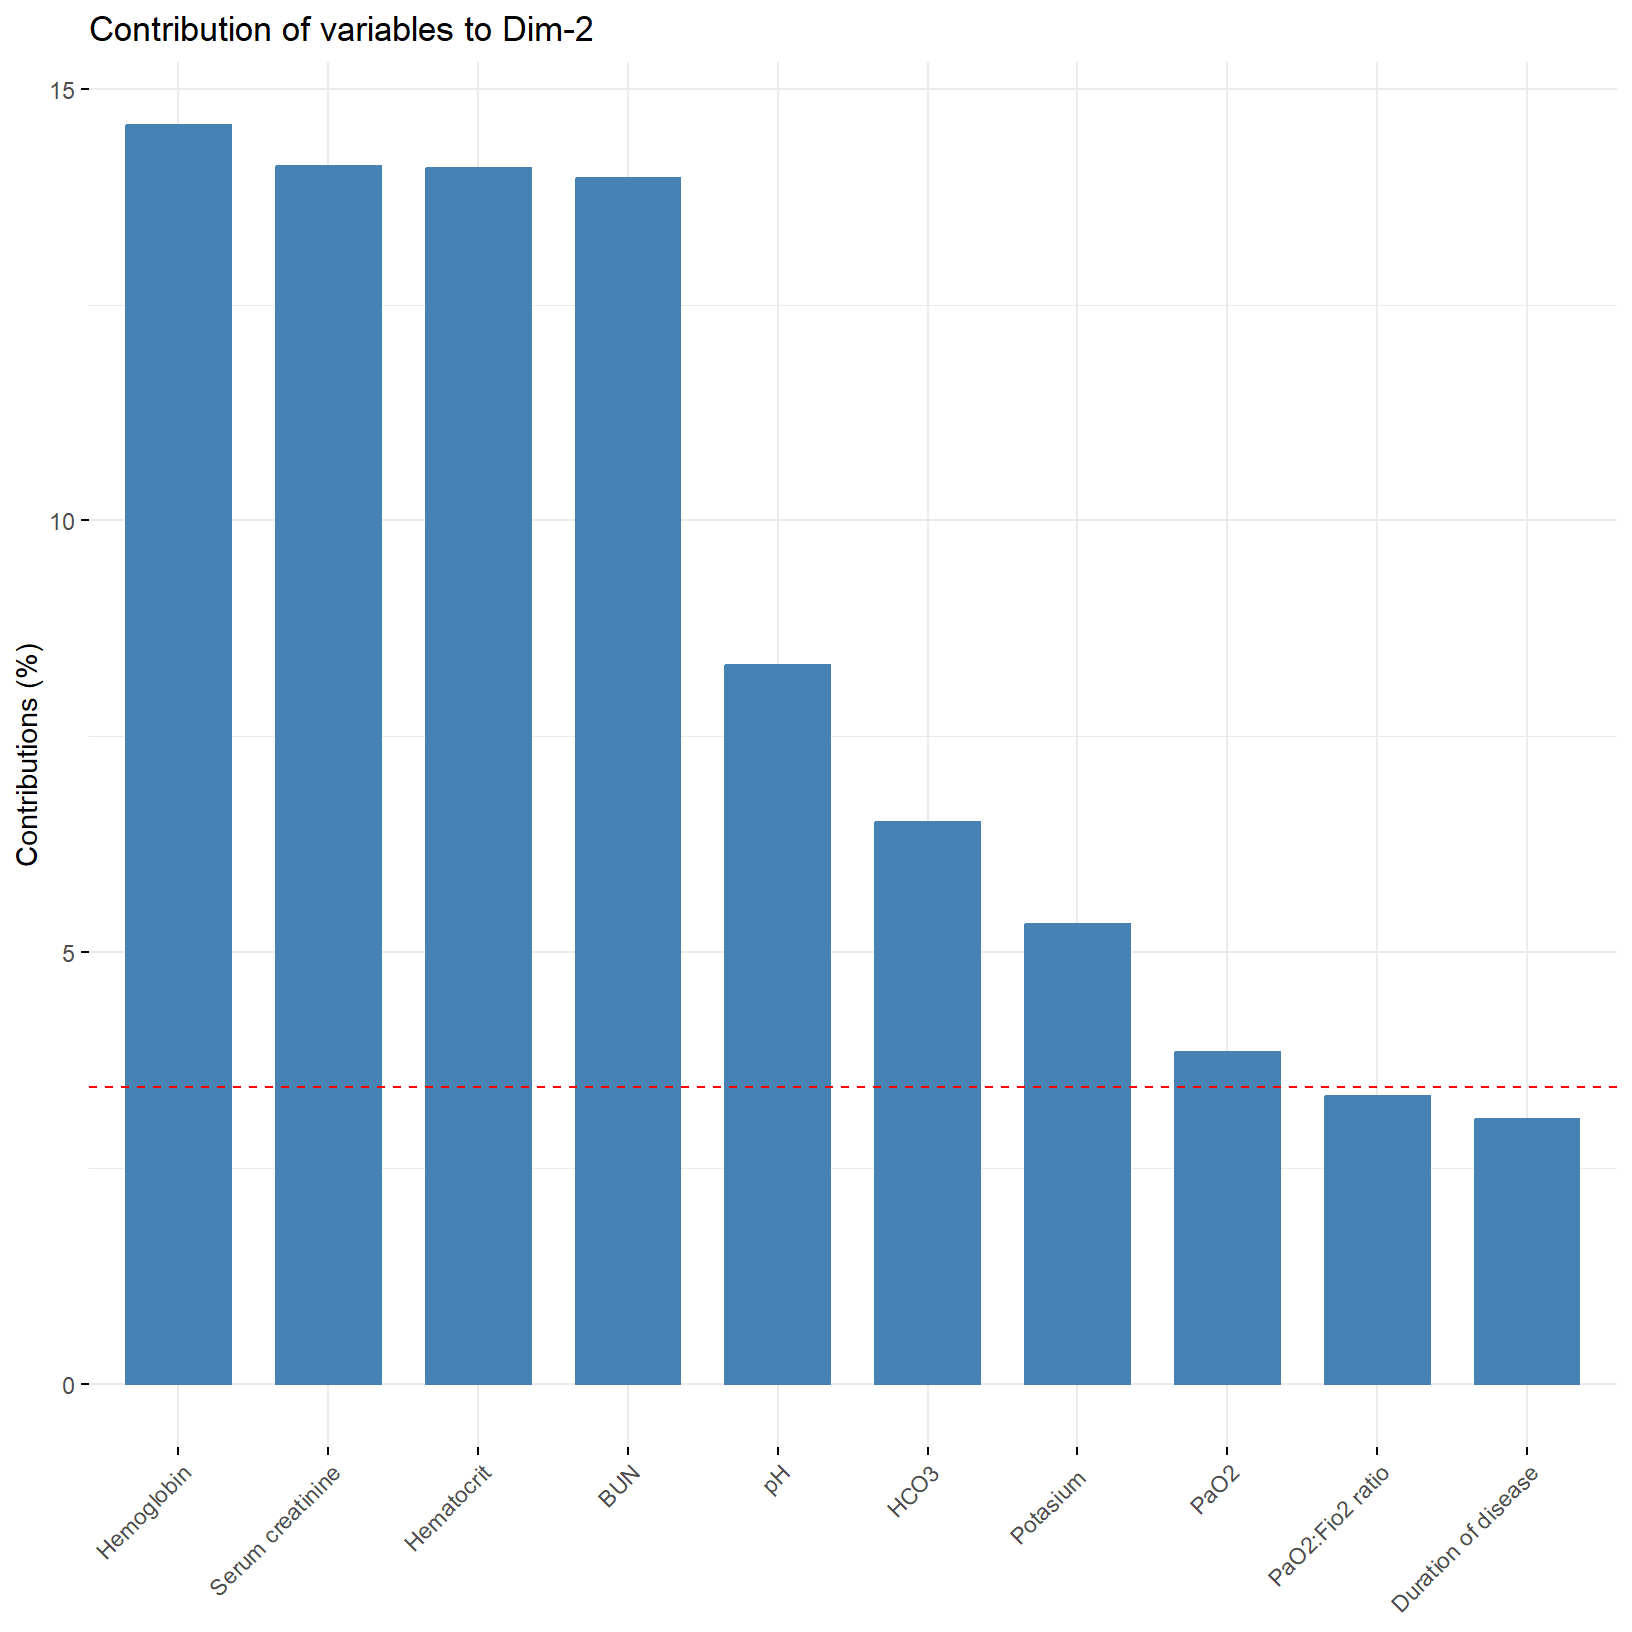 Contribution of variables to Dim-2
Contributions (%)
15
10
5
0
Hemoglobin
Serum creatinine
Hematocrit
BUN
pH
HCO3
Potasium
PaO2
PaO2:Fio2 ratio
Duration of disease